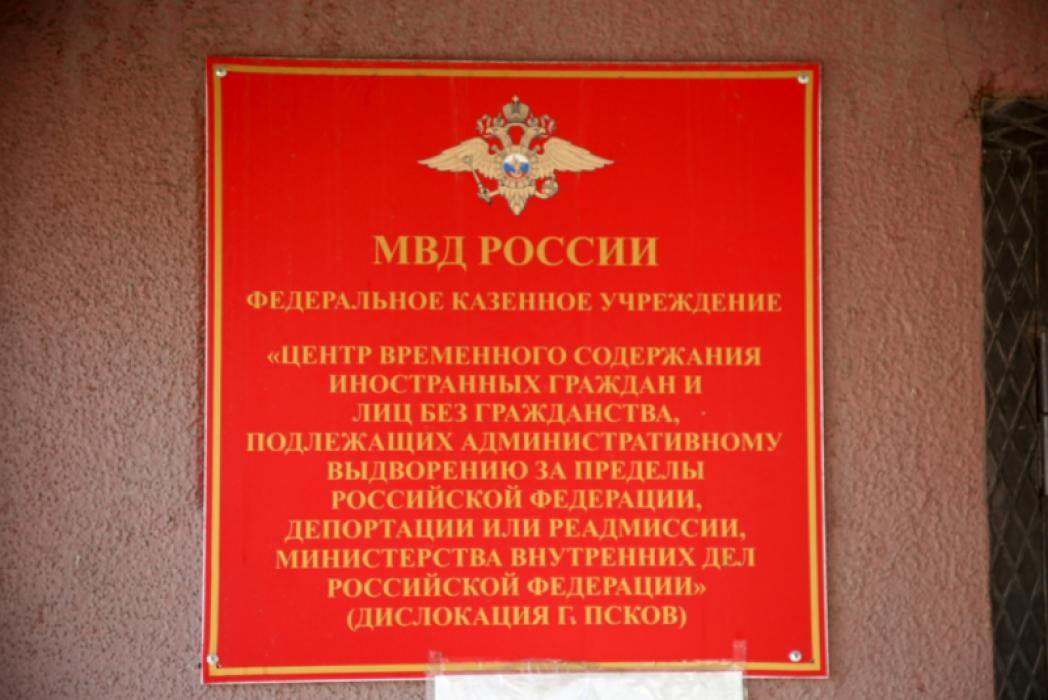 МВД РОССИИ
ФЕДЕРАЛЬНОЕ КАЗЕННОЕ УЧРЕЖДЕНИЕ
«ЦЕНТР ВРЕМЕННОГО СОДЕРЖАНИЯ
ИНОСТРАННЫХ ГРАЖДАН И
ЛИЦ БЕЗ ГРАЖДАНСТВА,
ПОДЛЕЖАЩИХ АДМИНИСТРАТИВНОМУ
ВЫДВОРЕНИЮ ЗА ПРЕДЕЛЫ
РОССИЙСКОЙ ФЕДЕРАЦИИ,
ДЕПОРТАЦИИ ИЛИ РЕАДМИССИИ,
МИНИСТЕРСТВА ВНУТРЕННИХ ДЕЛ
РОССИЙСКОЙ ФЕДЕРАЦИИ»
(ДИСЛОКАЦИЯ Г. ПСКОВ)